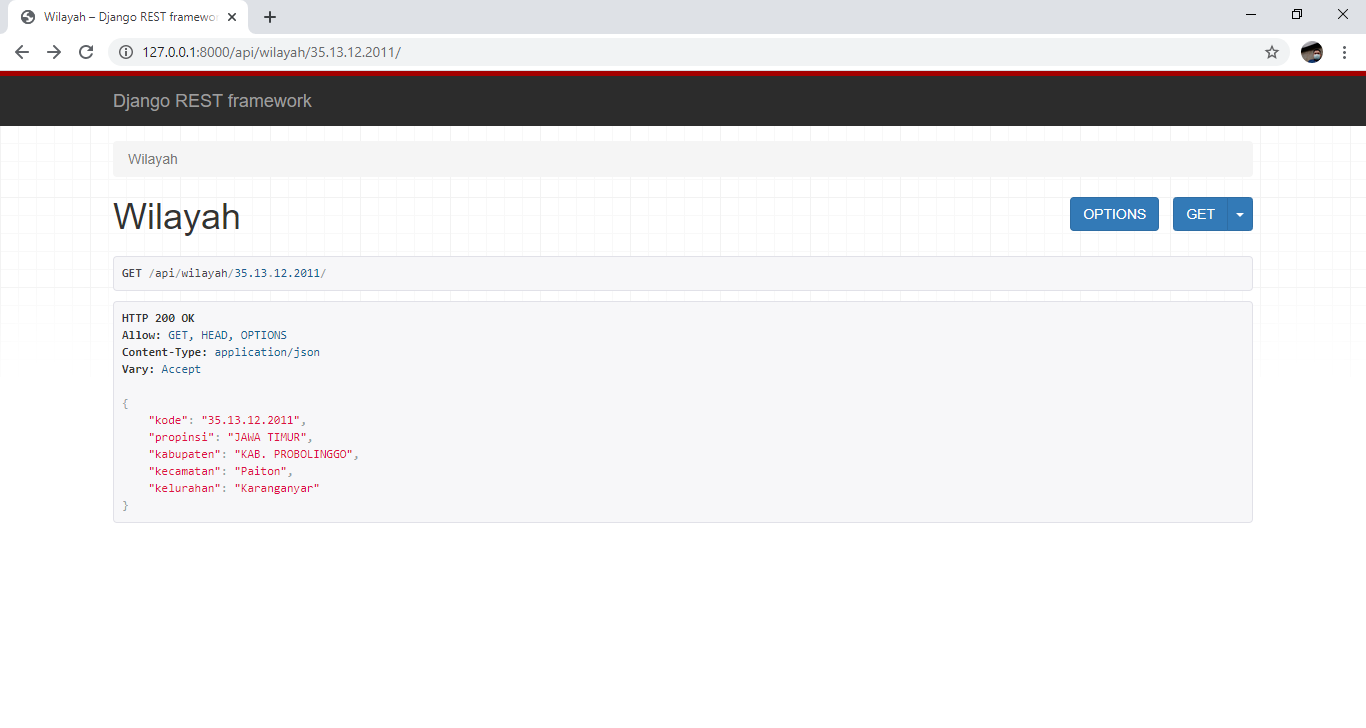 Wilayah – Django REST framewor
127.0.0.1:8000/api/wilayah/35.13.12.2011/
Django REST framework
Wilayah
Wilayah
OPTIONS
GET
GET /api/wilayah/35.13.12.2011/
HTTP 200 OK
Allow: GET, HEAD, OPTIONS
Content-Type: application/json
Vary: Accept
{
    "kode": "35.13.12.2011",
    "propinsi": "JAWA TIMUR",
    "kabupaten": "KAB. PROBOLINGGO",
    "kecamatan": "Paiton",
    "kelurahan": "Karanganyar"
}